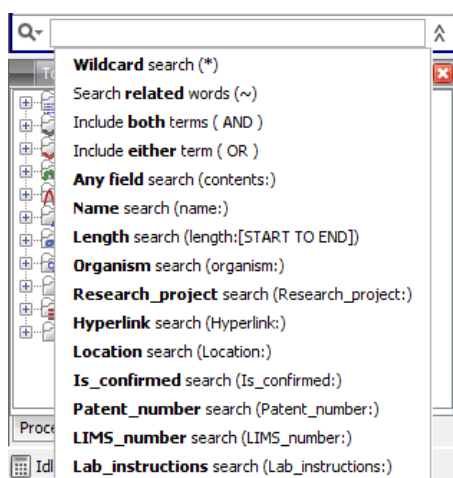 To
Wildcard search (*)
Search related words (~)
Include both terms ( AND )
Include either term ( OR )
Any field search (contents:)
Name search (name:)
Length search (length:[START TO END])
Organism search (organism:)
Research_project search (Research_project:)
Hyperlink search (Hyperlink:)
Location search (Location:)
Is_confirmed search (Is_confirmed:)
Patent_number search (Patent_number:)
LIMS_number search (LIMS_number:)
Lab_instructions search (Lab_instructions:)
Proce
Idl